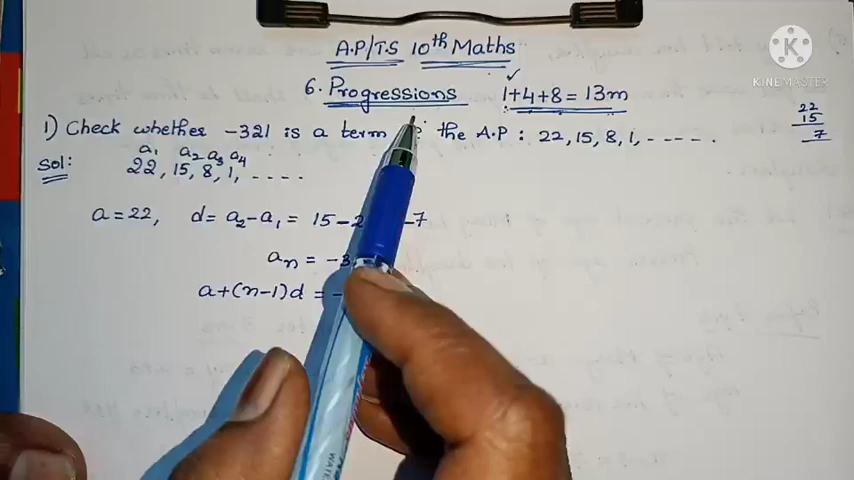 A.P/T.S 10th Maths
6. Progressions 1+4+8 = 13m
1) Check whether -321 is a term the A.P : 22, 15, 8, 1, -----.
22
15
7
a1 a2 a3 a4
Sol: 22, 15, 8, 1, ----.
a = 22, d = a2 - a1 = 15 - 2 -7
an = -3
a+(n-1)d = -
K
KINEMASTER